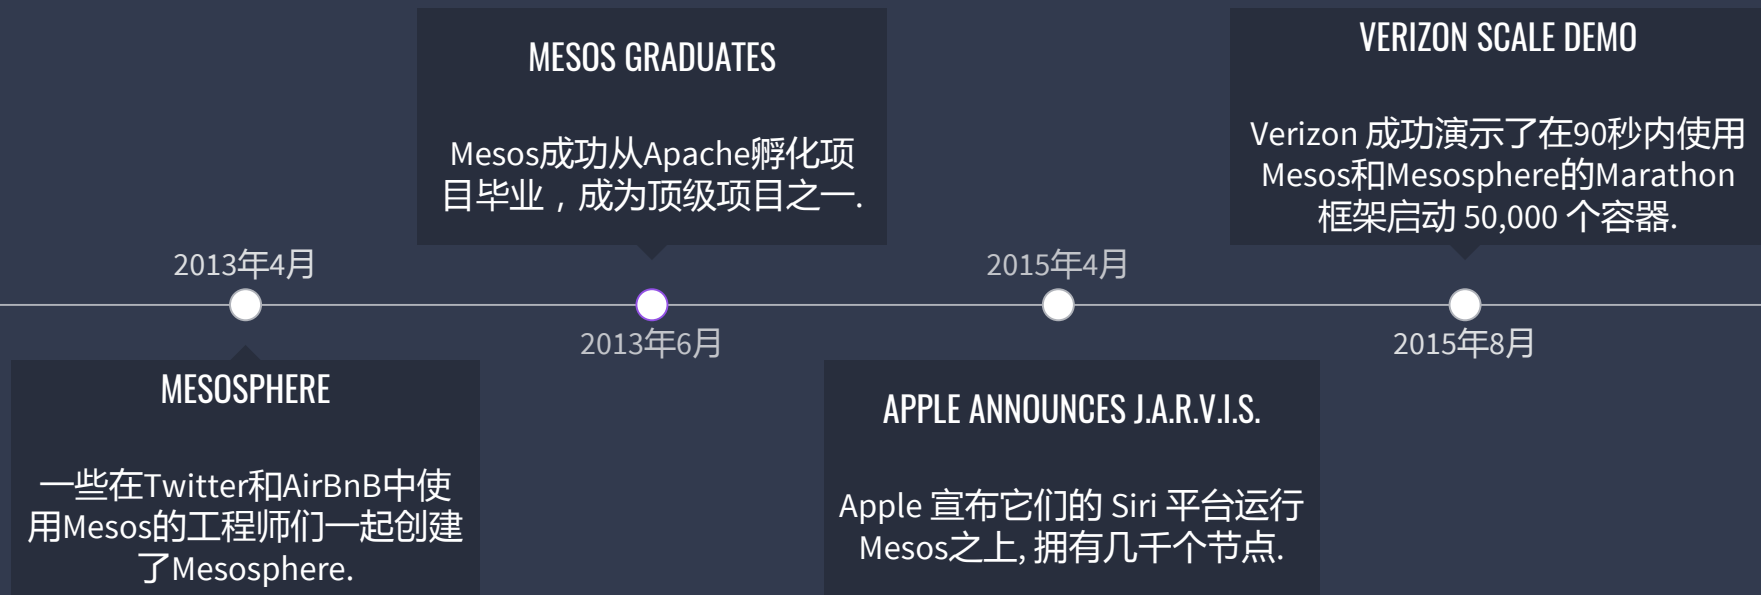 2013年4月
MESOSPHERE
一些在Twitter和AirBnB中使
用Mesos的工程师们一起创建
了Mesosphere.
MESOS GRADUATES
Mesos成功从Apache孵化项
目毕业，成为顶级项目之一.
2013年6月
2015年4月
APPLE ANNOUNCES J.A.R.V.I.S.
Apple 宣布它们的 Siri 平台运行
Mesos之上, 拥有几千个节点.
VERIZON SCALE DEMO
Verizon 成功演示了在90秒内使用
Mesos和Mesosphere的Marathon
框架启动 50,000 个容器.
2015年8月